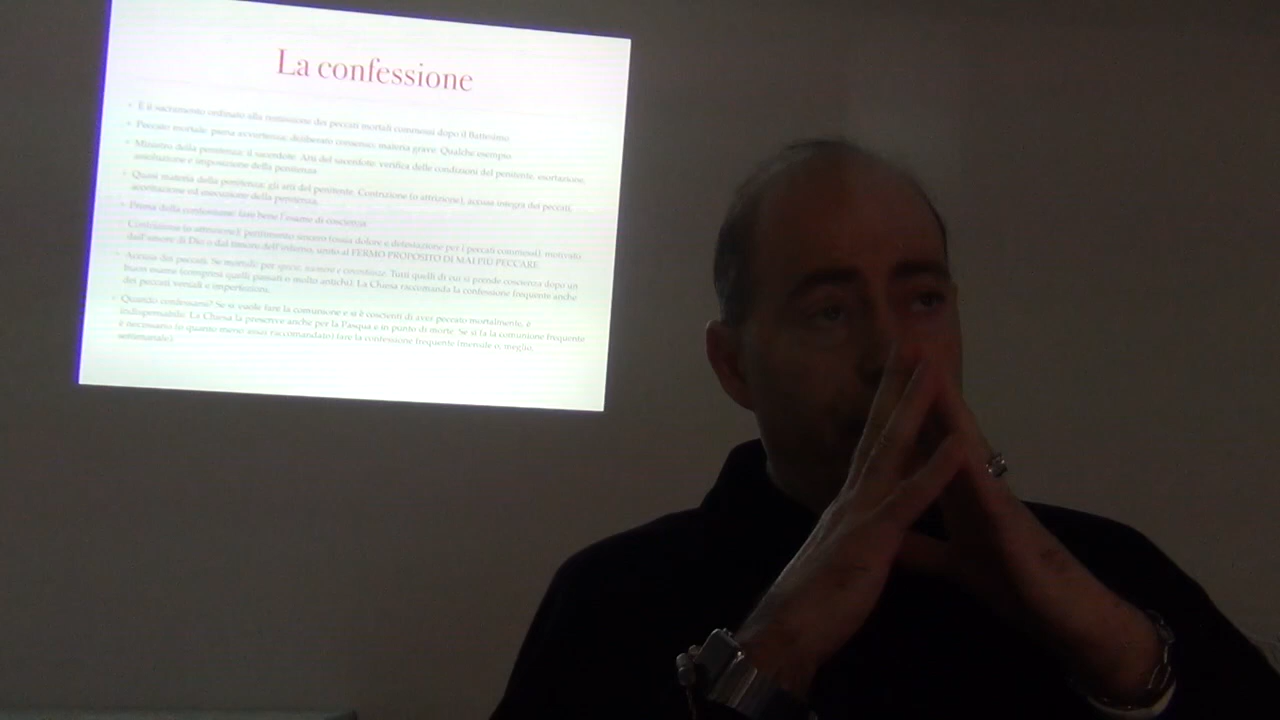 La confessione
È il sacramento ordinato alla remissione dei peccati mortali commessi dopo il Battesimo
Peccato mortale: piena avvertenza; deliberato consenso; materia grave. Qualche esempio
Ministro della penitenza: il sacerdote. Atti del sacerdote: verifica delle condizioni del penitente, esortazione,
assoluzione e imposizione della penitenza
Quasi materia della penitenza: gli atti del penitente. Contrizione (o attrizione), accusa integra dei peccati,
accettazione ed esecuzione della penitenza.
Prima della confessione: fare bene l'esame di coscienza
Contrizione (o attrizione): pentimento sincero (ossia dolore e detestazione per i peccati commessi), motivato
dall'amore di Dio o dal timore dell'inferno, unito al FERMO PROPOSITO DI MAI PIÙ PECCARE
Accusa dei peccati. Se mortali: per specie, numero e circostanze. Tutti quelli di cui si prende coscienza dopo un
buon esame (compresi quelli passati o molto antichi). La Chiesa raccomanda la confessione frequente anche
dei peccati veniali e imperfezioni.
Quando confessarsi? Se si vuole fare la comunione e si è coscienti di aver peccato mortalmente, è
indispensabile. La Chiesa la prescrive anche per la Pasqua e in punto di morte. Se si fa la comunione frequente
è necessario (o quanto meno assai raccomandato) fare la confessione frequente (mensile o, meglio,
settimanale)